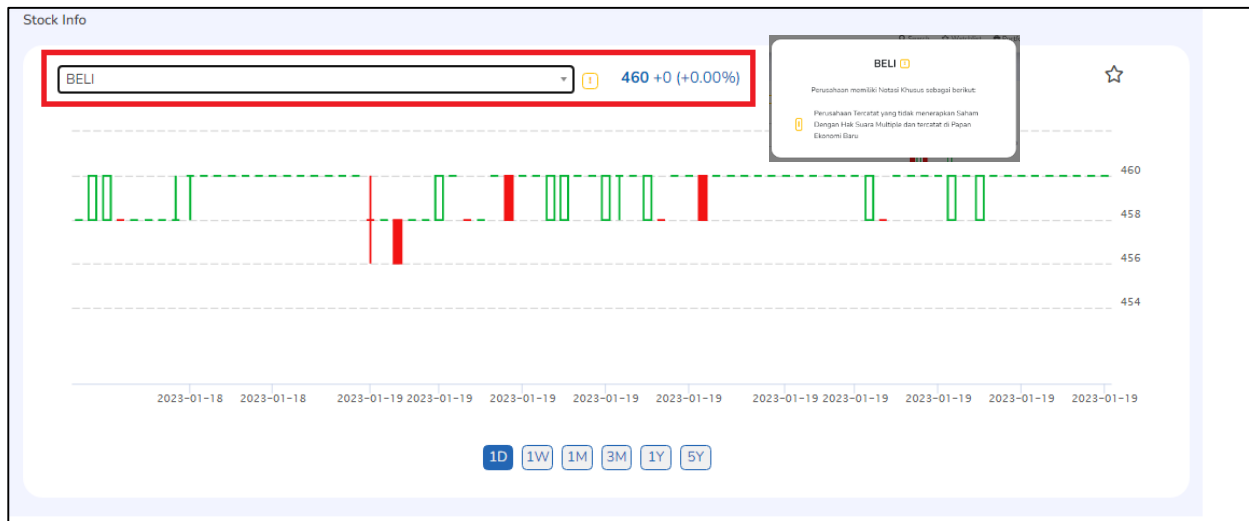 Stock Info
BELI
I
460 +0 (+0.00%)
BELI I
Perusahaan memiliki Notasi Khusus sebagai berikut:
I
Perusahaan Tercatat yang tidak menerapkan Saham
Dengan Hak Suara Multiple dan tercatat di Papan
Ekonomi Baru
460
458
456
454
2023-01-18 2023-01-18 2023-01-19 2023-01-19 2023-01-19 2023-01-19 2023-01-19 2023-01-19 2023-01-19 2023-01-19 2023-01-19 2023-01-19
1D 1W 1M 3M 1Y 5Y